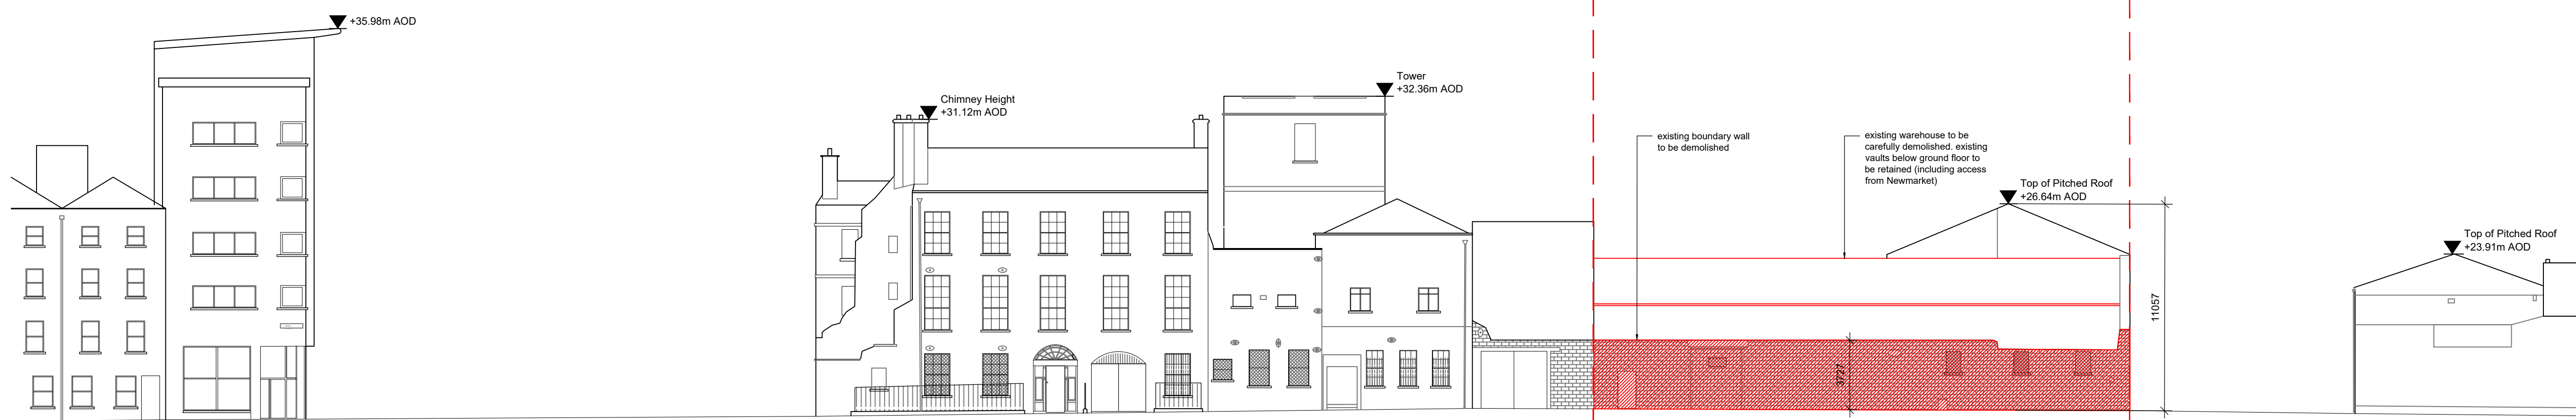 +35.98m AOD
Chimney Height
+31.12m AOD
Tower
+32.36m AOD
existing boundary wall
to be demolished
existing warehouse to be
carefully demolished. existing
vaults below ground floor to
be retained (including access
from Newmarket)
Top of Pitched Roof
+26.64m AOD
11057
3727
Top of Pitched Roof
+23.91m AOD